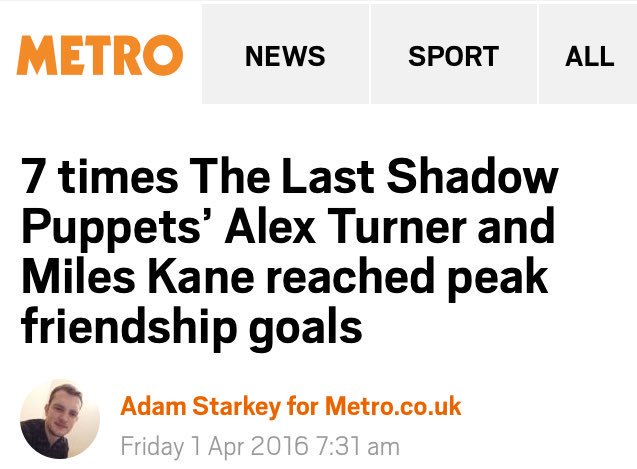 METRO NEWS SPORT ALL
7 times The Last Shadow
Puppets’ Alex Turner and
Miles Kane reached peak
friendship goals
Adam Starkey for Metro.co.uk
Friday 1 Apr 2016 7:31 am